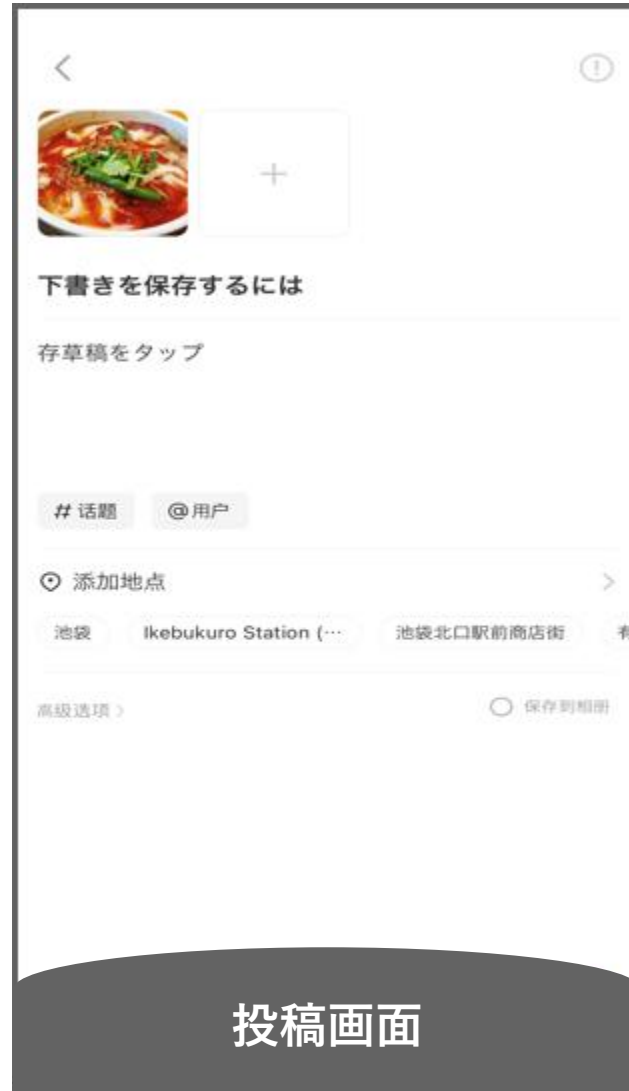 下書きを保存するには
存草稿をタップ
# 话题 @用户
添加地点
池袋 Ikebukuro Station (… 池袋北口駅前商店街
高级选项 保存到相册
投稿画面